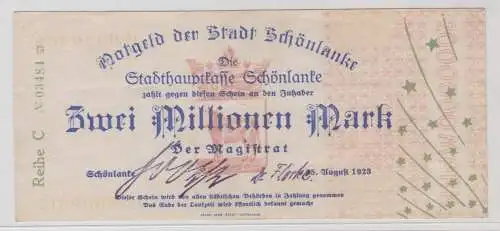 Notgeld der Stadt Schönlanke
Die
Stadthauptkasse Schönlanke
zahlt gegen diesen Schein an den Inhaber
Zwei Millionen Mark
Der Magistrat
Schönlanke, 25. August 1923
Dieser Schein wird von allen städtischen Behörden in Zahlung genommen
Das Ende der Laufzeit wird öffentlich bekannt gemacht
Reihe C